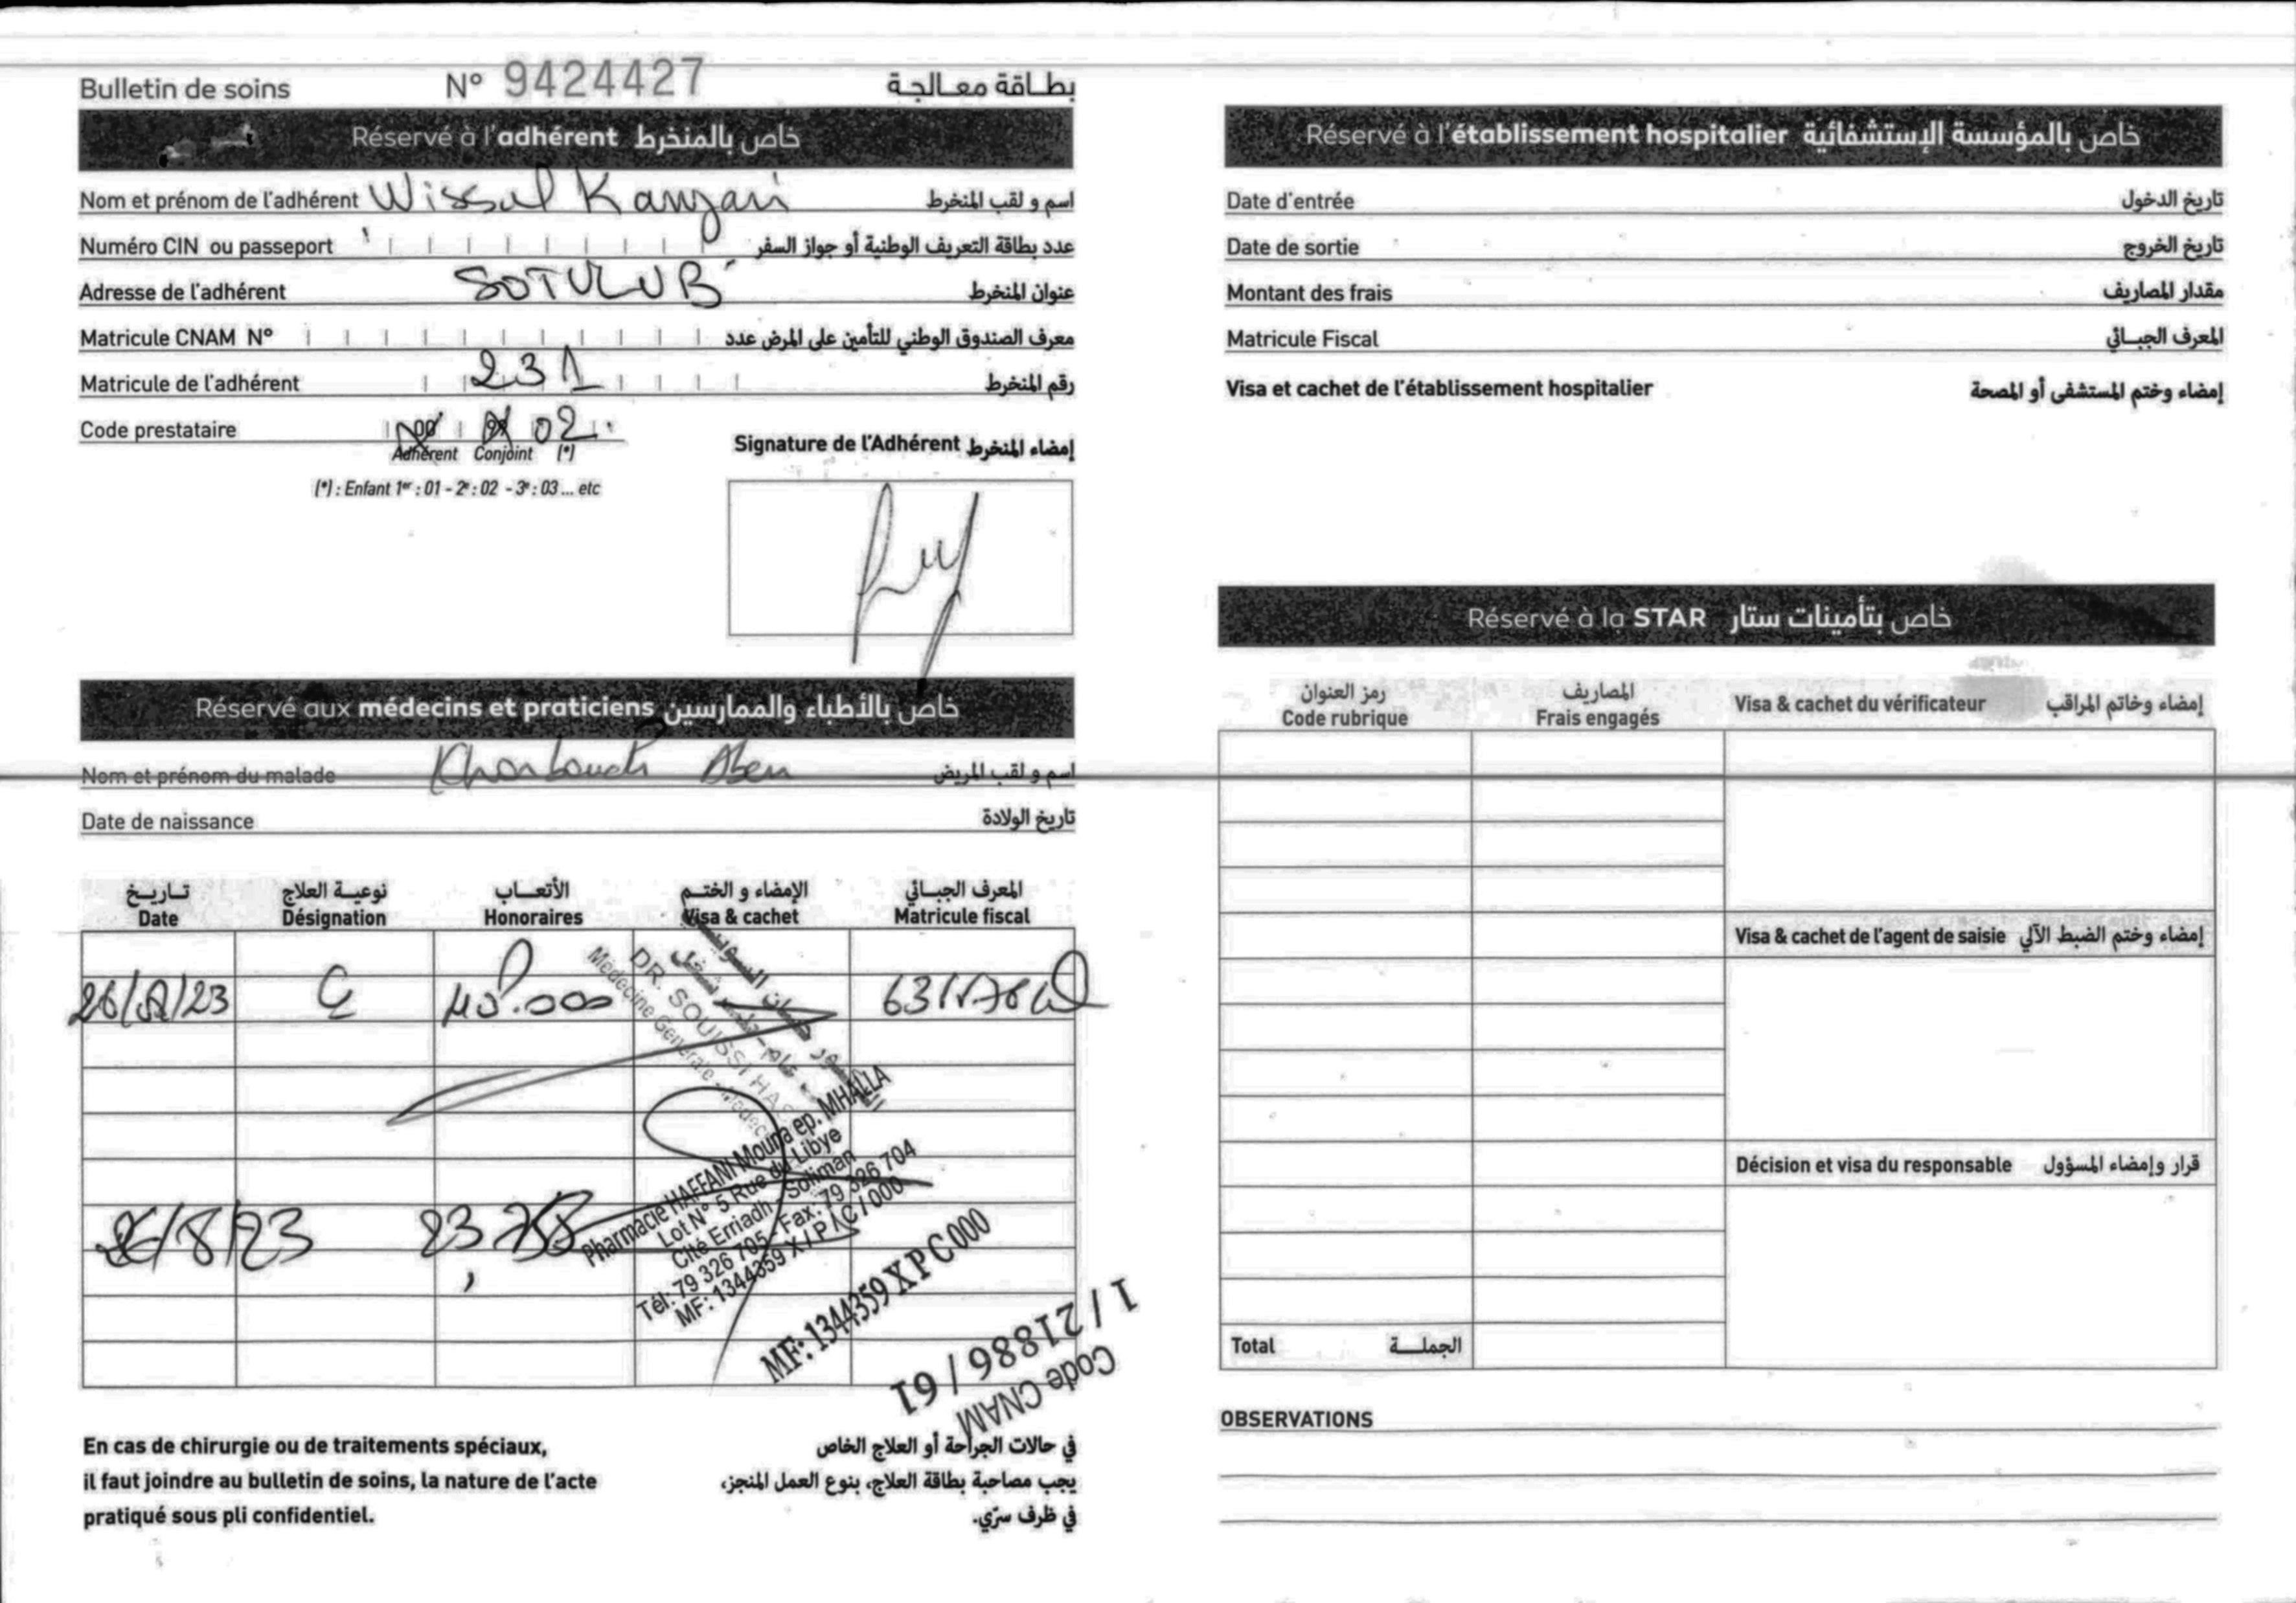 Bulletin de soins N° 9424427 بطاقة معالجة
Réservé à l'adhérent خاص بالمنخرط
Nom et prénom de l'adhérent Wissal Kanzari اسم و لقب المنخرط
Numéro CIN ou passeport عدد بطاقة التعريف الوطنية أو جواز السفر
Adresse de l'adhérent SOTULUB عنوان المنخرط
Matricule CNAM N° معرف الصندوق الوطني للتأمين على المرض عدد
Matricule de l'adhérent 231 رقم المنخرط
Code prestataire 00 99 02
Adhérent Conjoint (*)
(*) : Enfant 1er : 01 - 2e : 02 - 3e : 03 ... etc
Signature de l'Adhérent إمضاء المنخرط
Réservé aux médecins et praticiens خاص بالأطباء والممارسين
Nom et prénom du malade اسم و لقب المريض
Date de naissance تاريخ الولادة
تاريخ نوعية العلاج الأتعاب الإمضاء و الختم المعرف الجبائي
Date Désignation Honoraires Visa & cachet Matricule fiscal
26/8/23 C
DR. SOUISSI
Médecine Générale
26/8/23 23,758
Pharmacie HAFFANI Mouna ep. MHALLA
Lot N° 5 Rue du Libye
Cité Erriadh - Soliman
Tél: 79 326 705 - Fax: 79 326 704
MF: 1344359 X / P / C / 000
MF: 1344359 X P C 000
Code CNAM
1 / 21886 / 61
En cas de chirurgie ou de traitements spéciaux,
il faut joindre au bulletin de soins, la nature de l'acte
pratiqué sous pli confidentiel.
في حالات الجراحة أو العلاج الخاص
يجب مصاحبة بطاقة العلاج، بنوع العمل المنجز،
في ظرف سرّي.
Réservé à l'établissement hospitalier خاص بالمؤسسة الإستشفائية
Date d'entrée تاريخ الدخول
Date de sortie تاريخ الخروج
Montant des frais مقدار المصاريف
Matricule Fiscal المعرف الجبائي
Visa et cachet de l'établissement hospitalier إمضاء وختم المستشفى أو المصحة
Réservé à la STAR خاص بتأمينات ستار
رمز العنوان المصاريف
Code rubrique Frais engagés Visa & cachet du vérificateur إمضاء وخاتم المراقب
Visa & cachet de l'agent de saisie إمضاء وختم الضبط الآلي
Décision et visa du responsable قرار وإمضاء المسؤول
Total الجملة
OBSERVATIONS